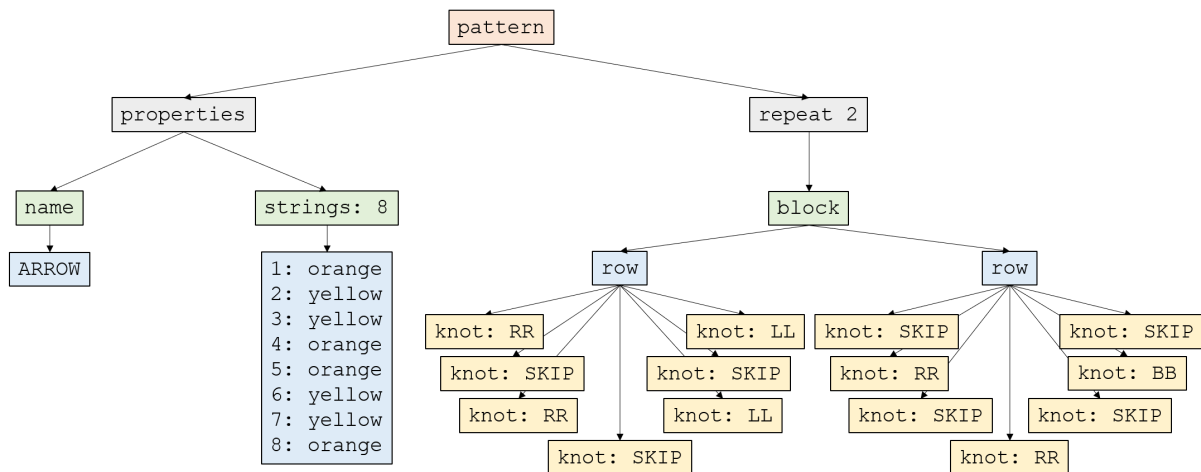 pattern
properties
repeat 2
name
strings: 8
block
ARROW
1: orange
2: yellow
3: yellow
4: orange
5: orange
6: yellow
7: yellow
8: orange
row
row
knot: RR
knot: LL
knot: SKIP
knot: SKIP
knot: RR
knot: LL
knot: SKIP
knot: SKIP
knot: SKIP
knot: RR
knot: BB
knot: SKIP
knot: SKIP
knot: RR